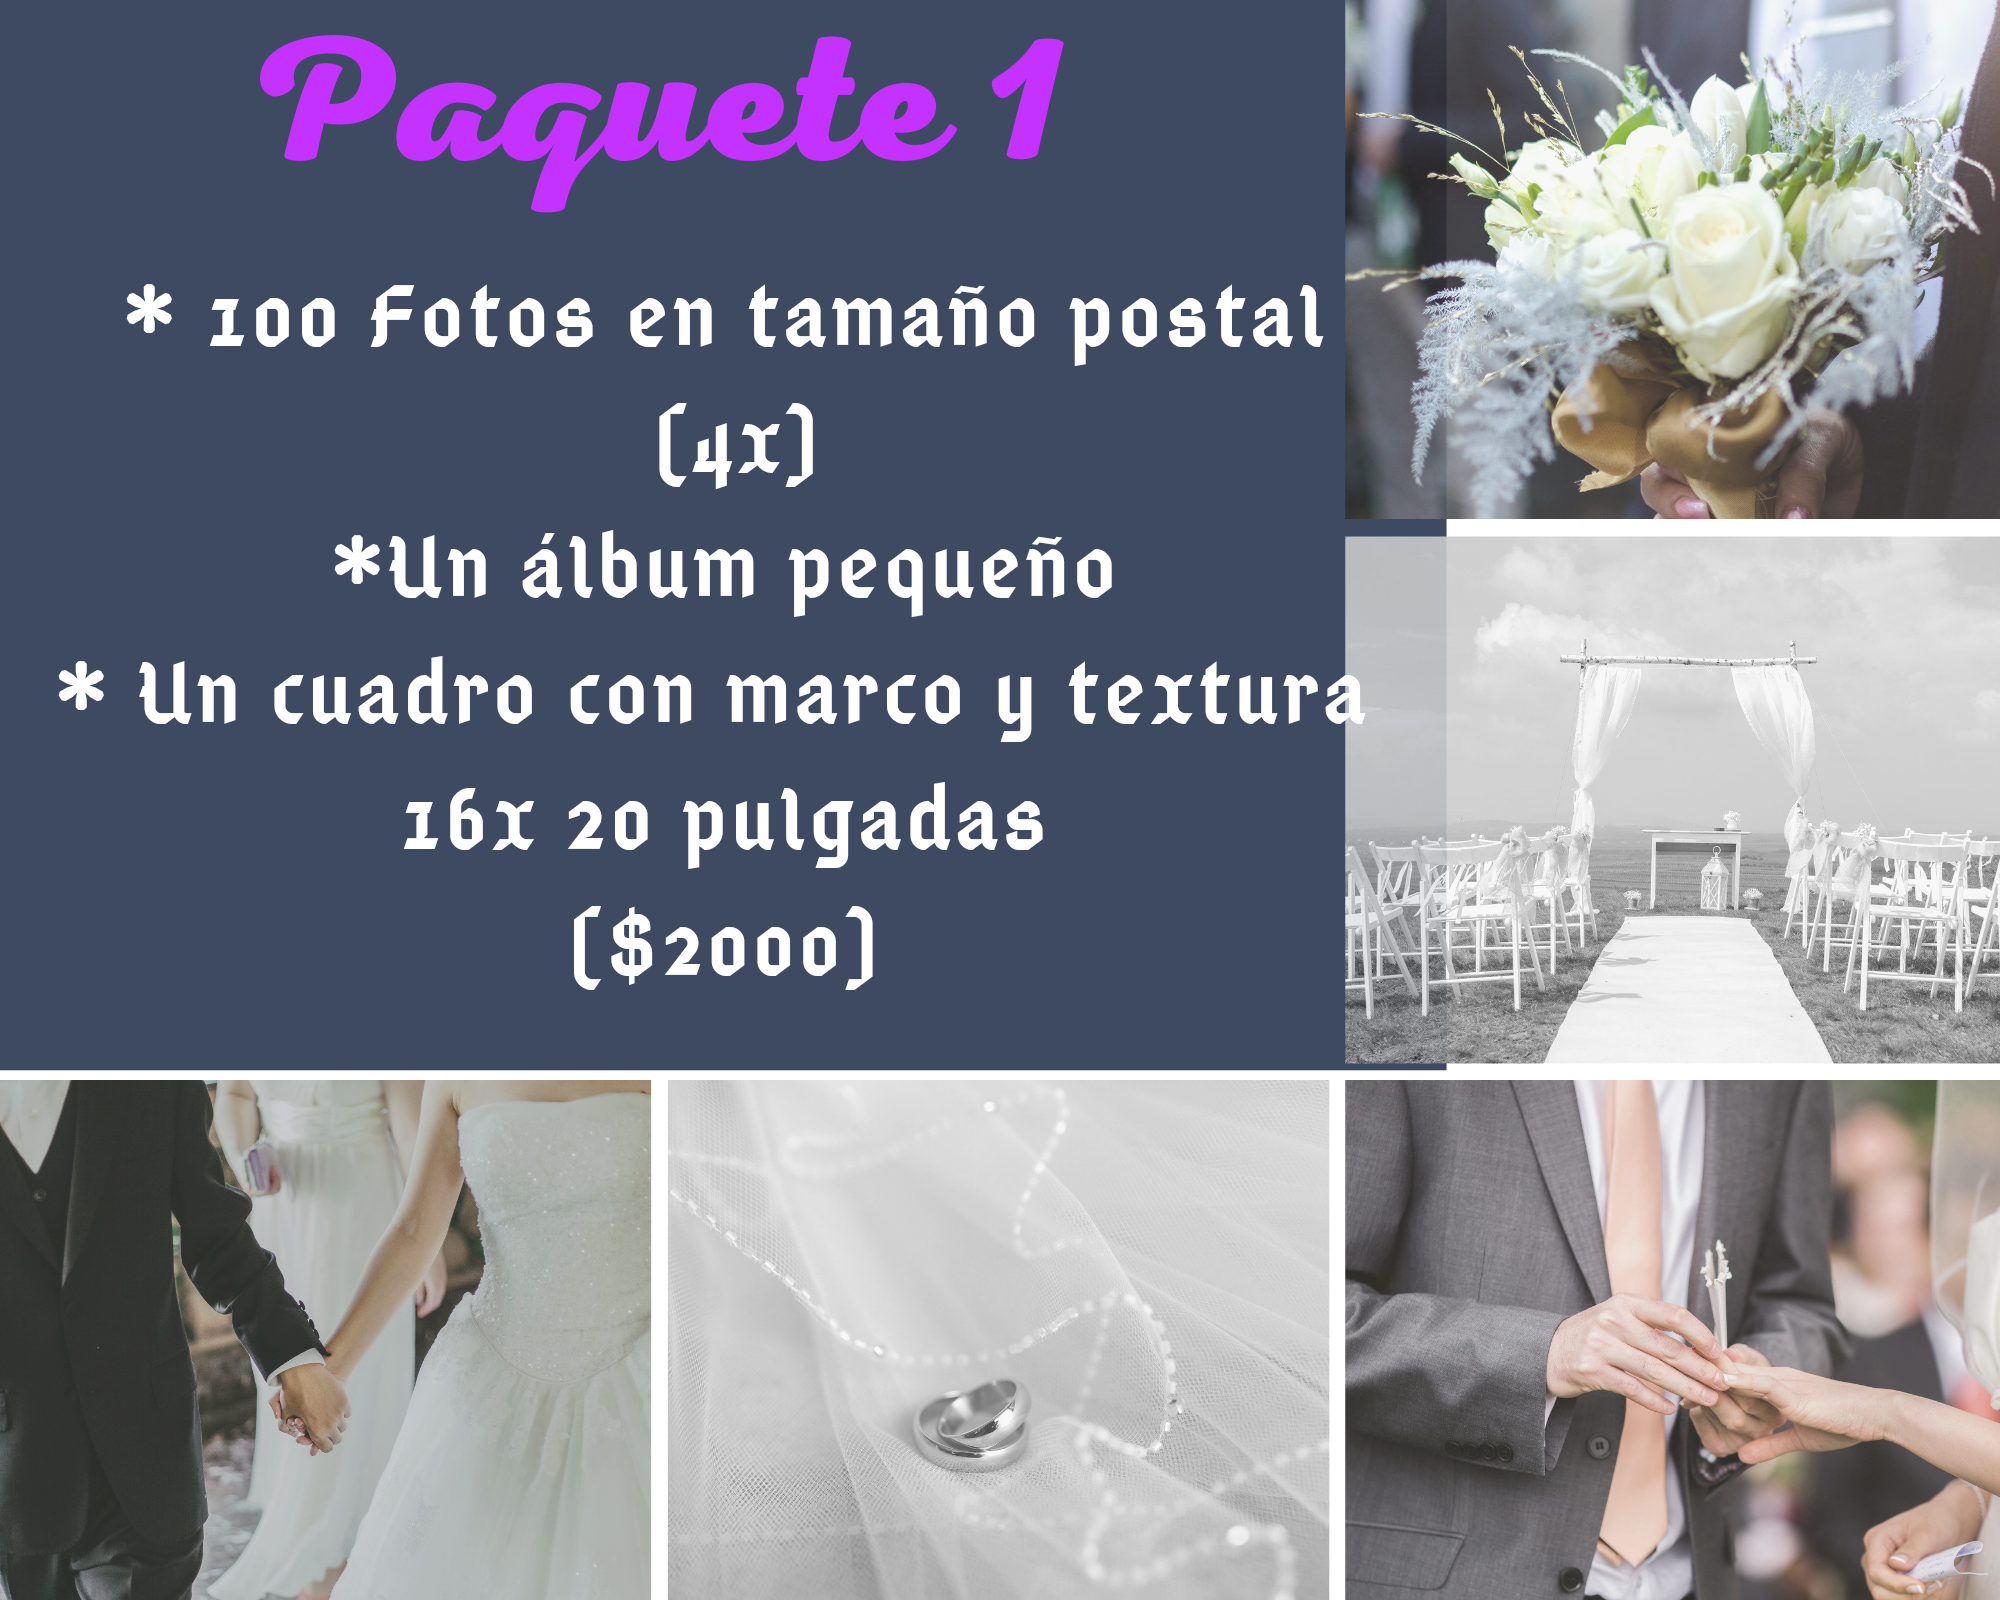 Paquete 1
* 100 Fotos en tamaño postal
(4x)
*Un álbum pequeño
* Un cuadro con marco y textura
16x 20 pulgadas
($2000)